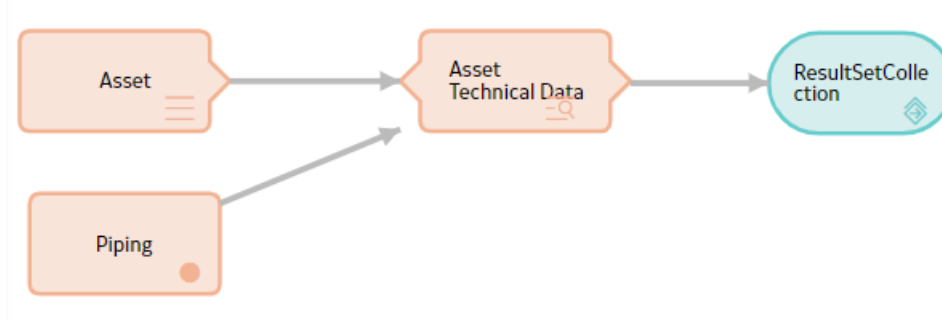 Asset
Asset
Technical Data
ResultSetColle
ction
Piping